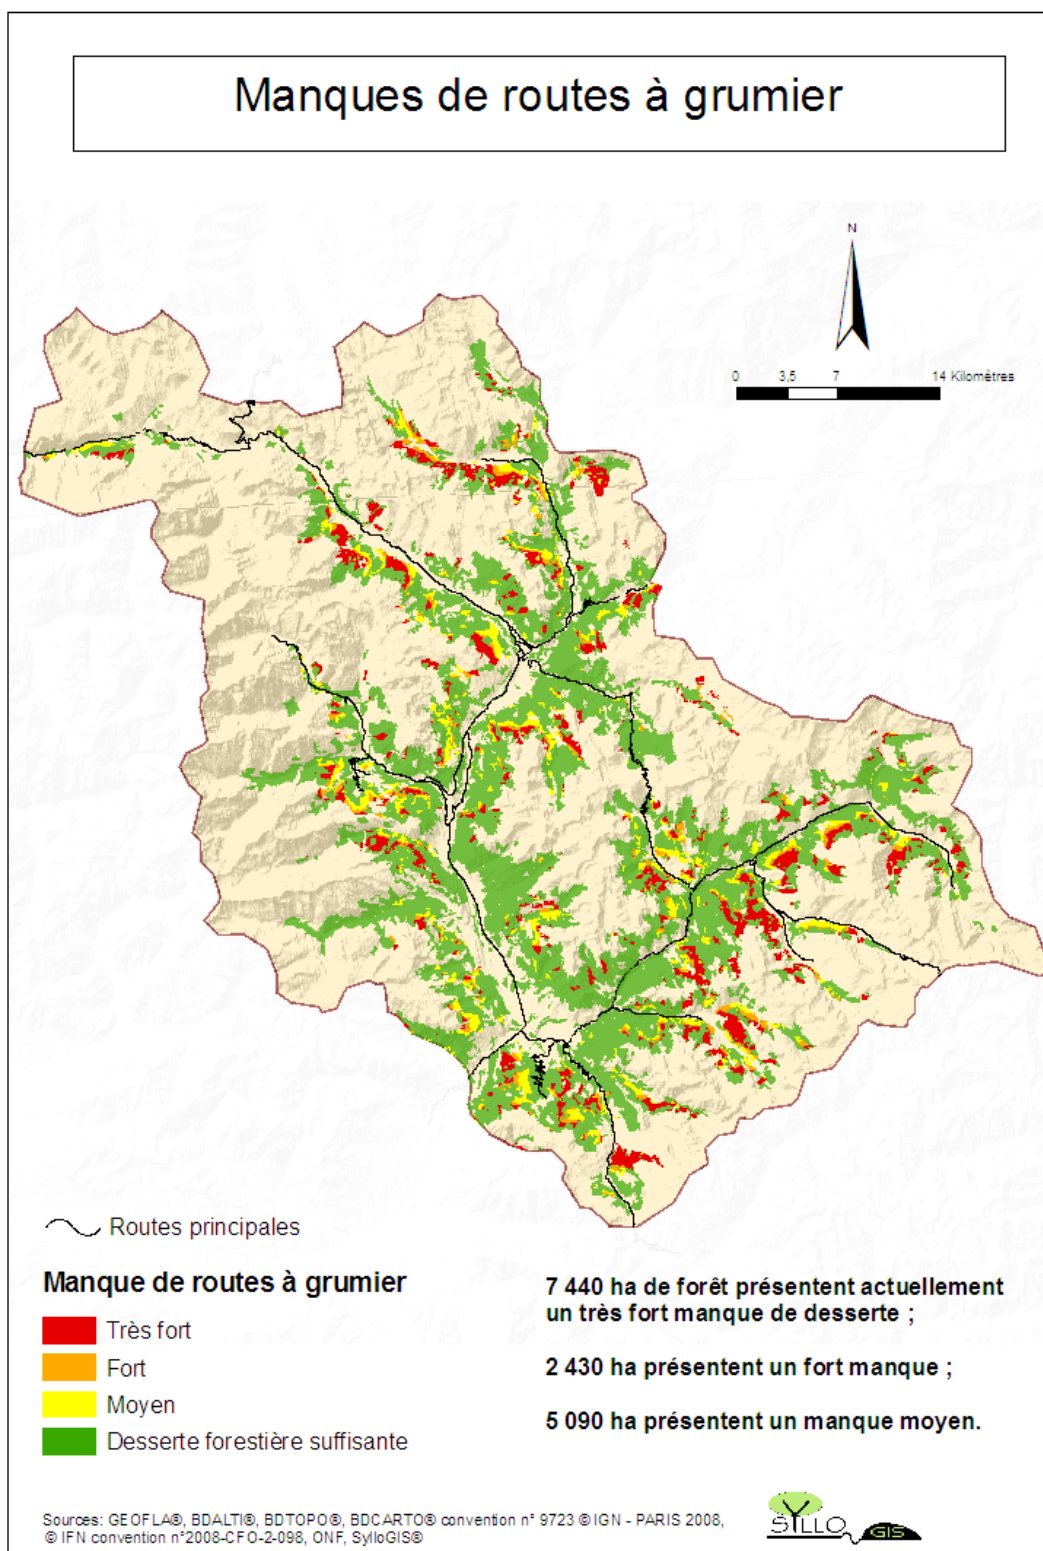 Manques de routes à grumier
N
0 3,5 7 14 Kilomètres
Routes principales
Manque de routes à grumier
Très fort
Fort
Moyen
Desserte forestière suffisante
7 440 ha de forêt présentent actuellement
un très fort manque de desserte ;
2 430 ha présentent un fort manque ;
5 090 ha présentent un manque moyen.
Sources: GEOFLA®, BDALTI®, BDTOPO®, BDCARTO® convention n° 9723 © IGN - PARIS 2008,
© IFN convention n°2008-CFO-2-098, ONF, SylloGIS®
SYLLO GIS